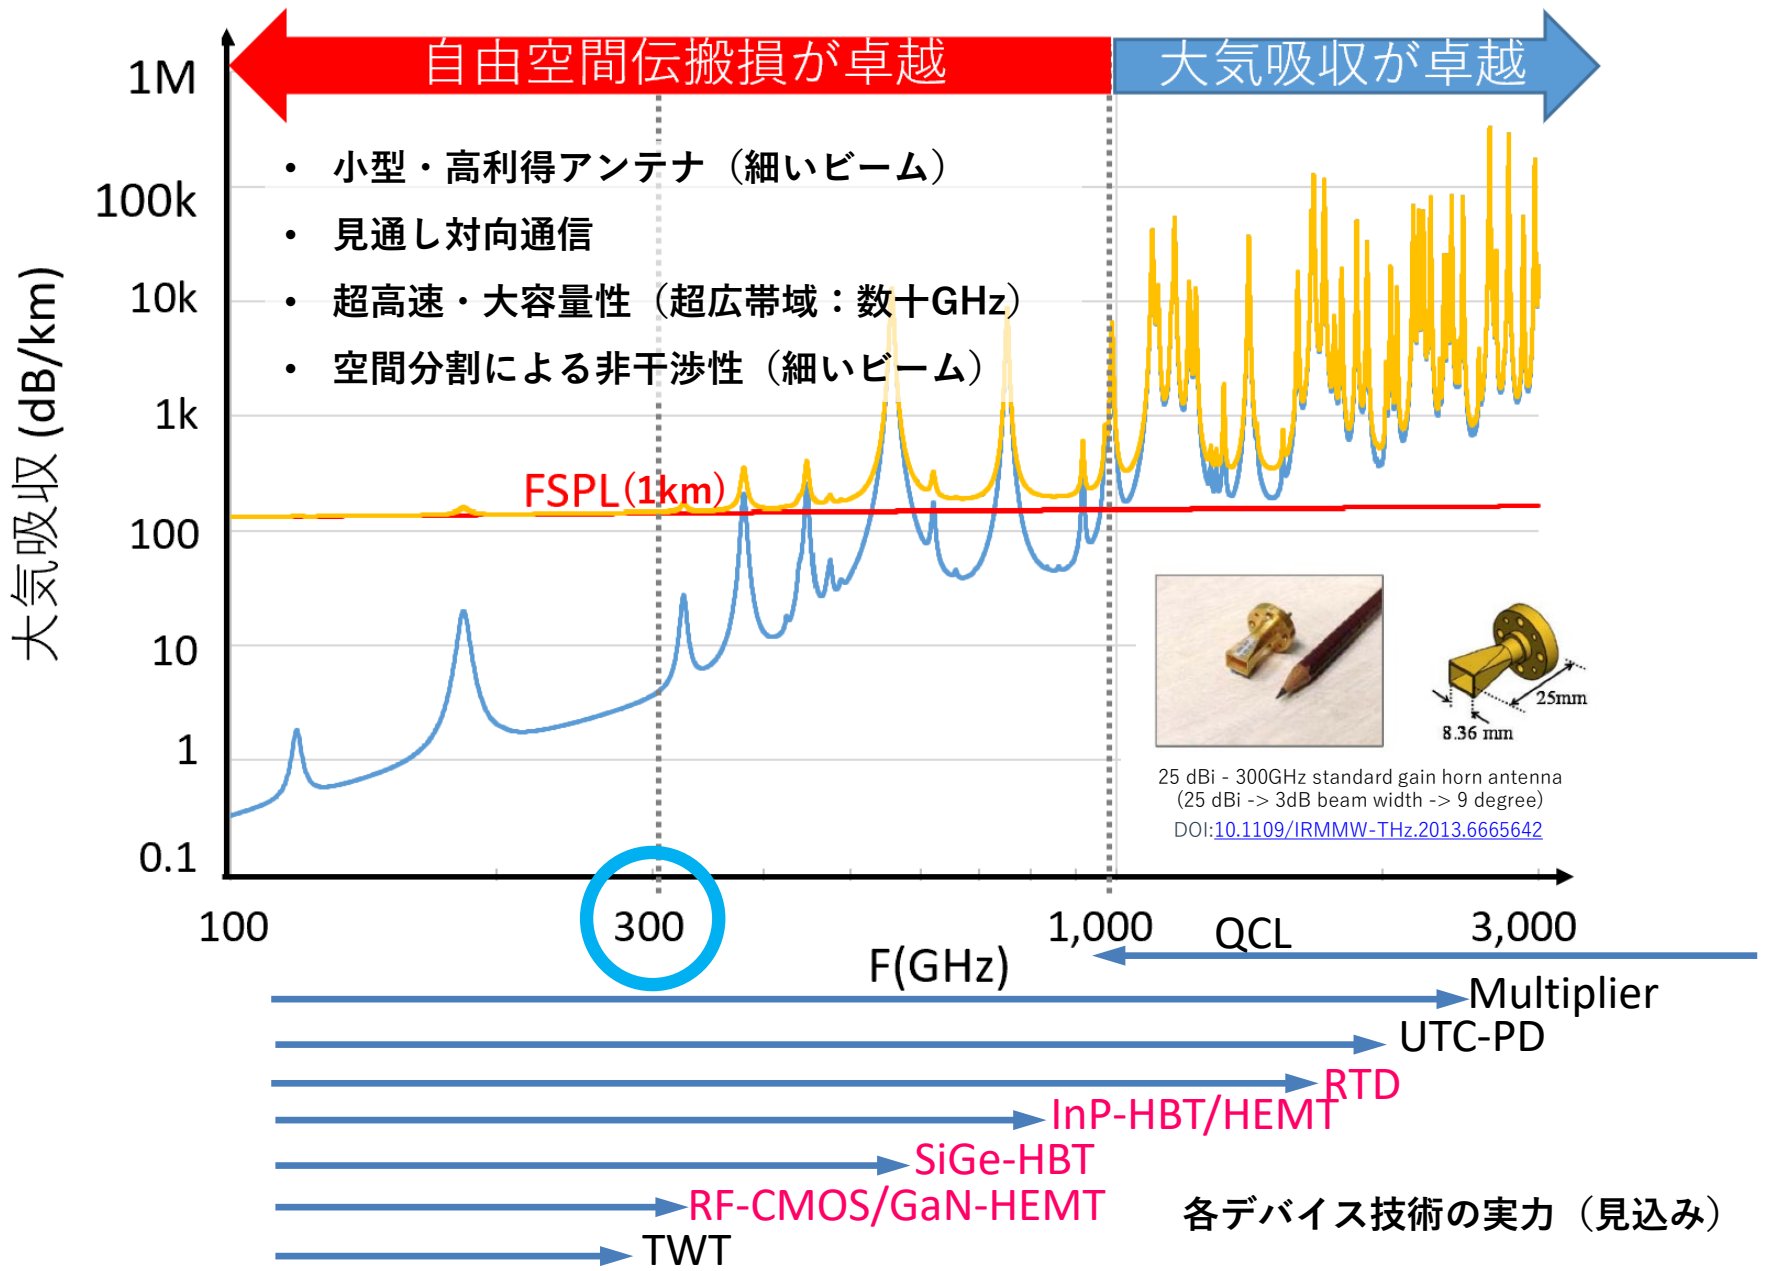 自由空間伝搬損が卓越
大気吸収が卓越
1M
100k
10k
1k
100
10
1
0.1
大気吸収 (dB/km)
• 小型・高利得アンテナ（細いビーム）
• 見通し対向通信
• 超高速・大容量性（超広帯域：数十GHz）
• 空間分割による非干渉性（細いビーム）
FSPL(1km)
25mm
8.36 mm
25 dBi - 300GHz standard gain horn antenna
(25 dBi -> 3dB beam width -> 9 degree)
DOI:10.1109/IRMMW-THz.2013.6665642
100
300
1,000
3,000
F(GHz)
QCL
Multiplier
UTC-PD
RTD
InP-HBT/HEMT
SiGe-HBT
RF-CMOS/GaN-HEMT
TWT
各デバイス技術の実力（見込み）